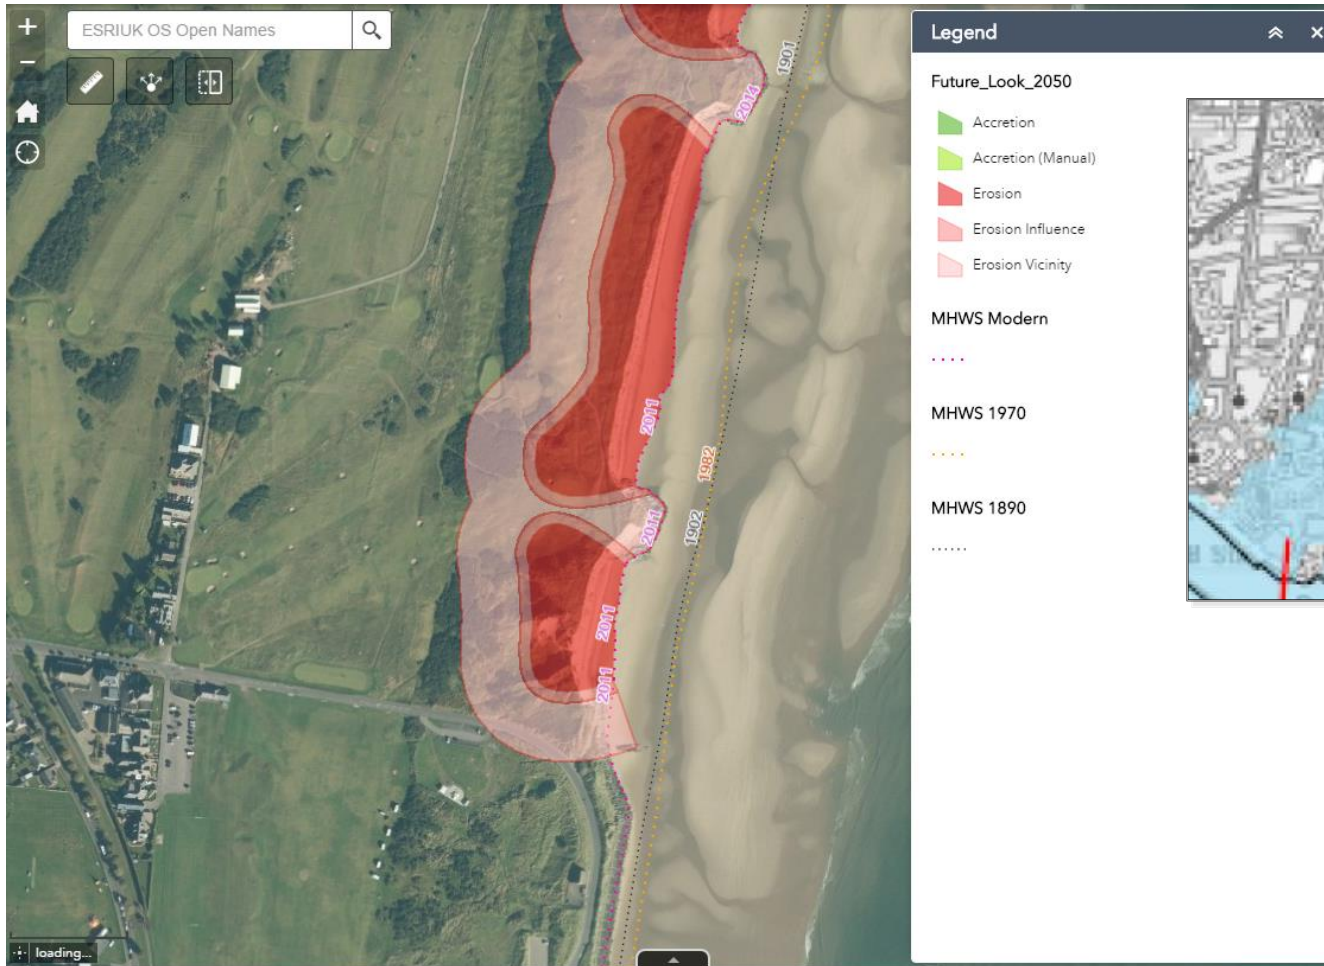 ESRIUK OS Open Names
Legend
Future_Look_2050
Accretion
Accretion (Manual)
Erosion
Erosion Influence
Erosion Vicinity
MHWS Modern
MHWS 1970
MHWS 1890
1901
2014
2011
1982
2011
1902
2011
2011
loading...